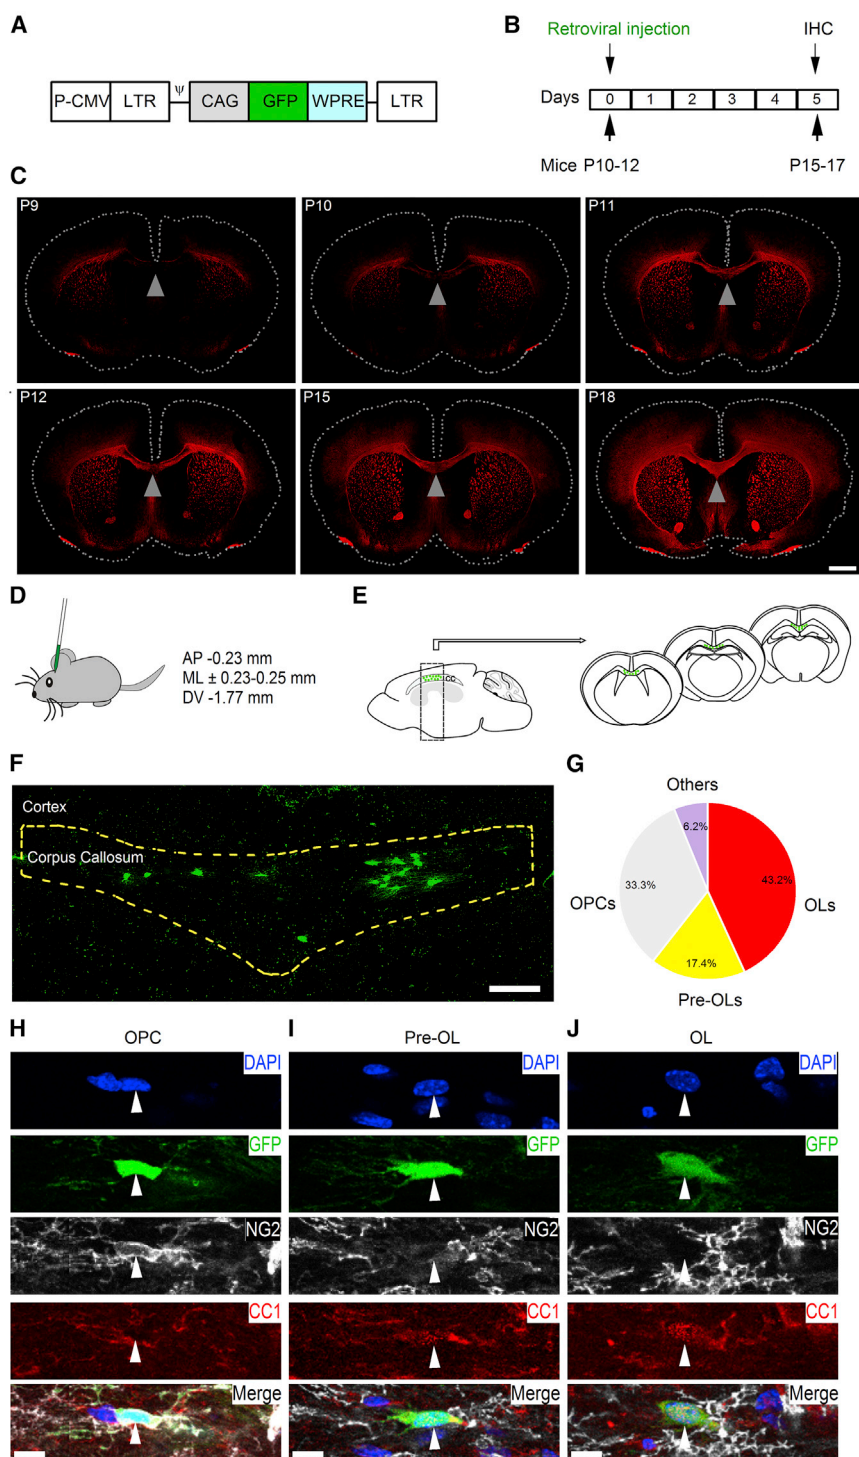 A
P-CMV LTR ψ CAG GFP WPRE LTR
B
Retroviral injection IHC
Days 0 1 2 3 4 5
Mice P10-12 P15-17
C
P9 P10 P11
P12 P15 P18
D
AP -0.23 mm
ML ± 0.23-0.25 mm
DV -1.77 mm
E
cc
F
Cortex
Corpus Callosum
G
Others
6.2%
43.2%
33.3%
OPCs
OLs
17.4%
Pre-OLs
H OPC
DAPI
GFP
NG2
CC1
Merge
I Pre-OL
DAPI
GFP
NG2
CC1
Merge
J OL
DAPI
GFP
NG2
CC1
Merge